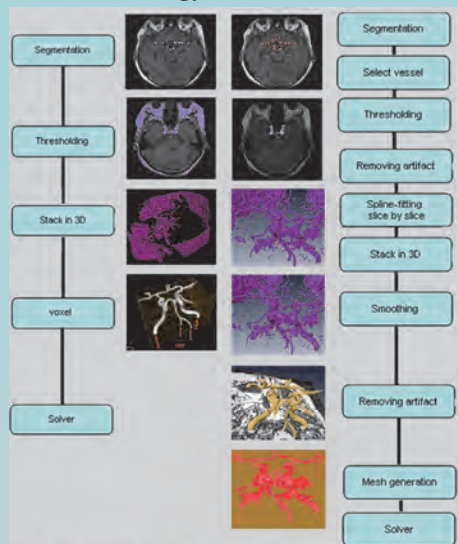 Segmentation
Thresholding
Stack in 3D
voxel
Solver
Segmentation
Select vessel
Thresholding
Removing artifact
Spline-fitting
slice by slice
Stack in 3D
Smoothing
Removing artifact
Mesh generation
Solver